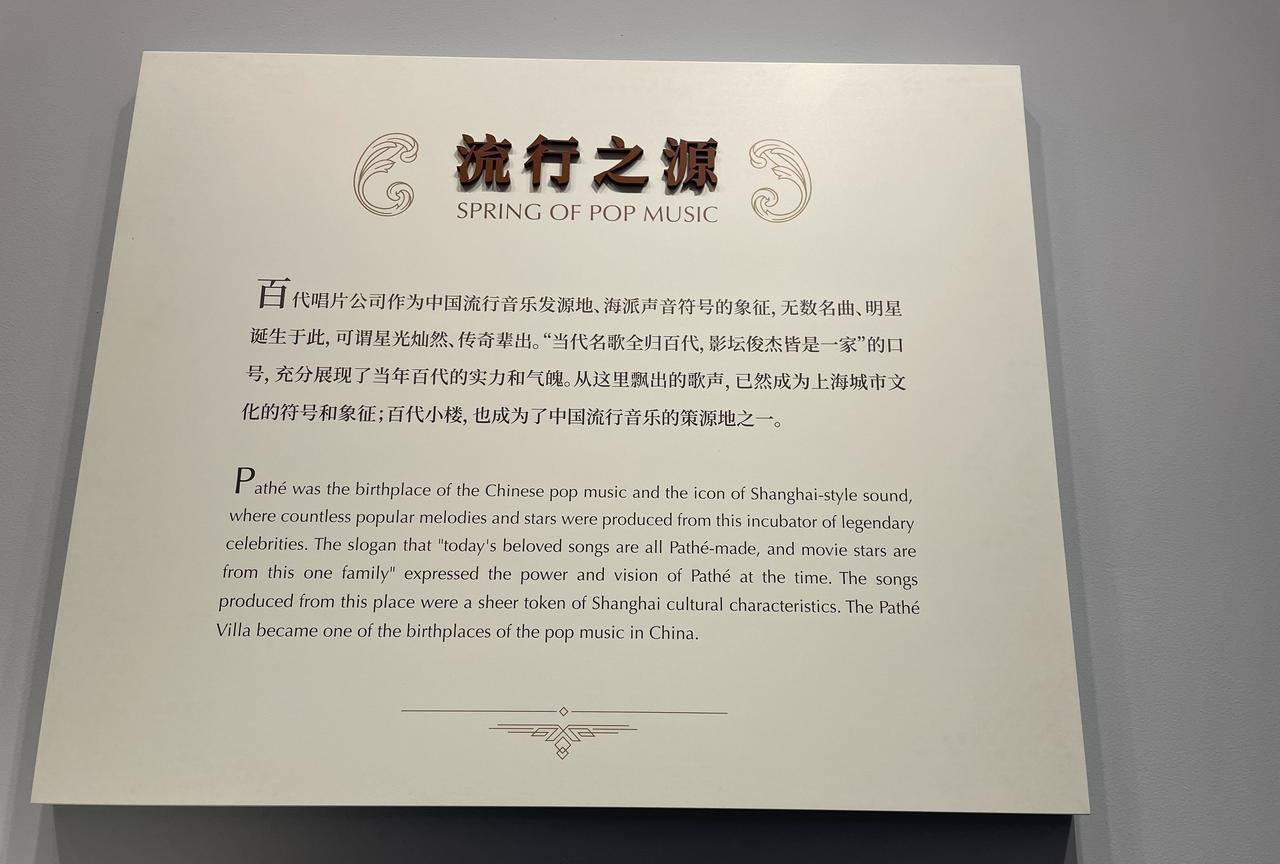 流行之源
SPRING OF POP MUSIC
百代唱片公司作为中国流行音乐发源地、海派声音符号的象征，无数名曲、明星
诞生于此，可谓星光灿然、传奇辈出。“当代名歌全归百代，影坛俊杰皆是一家”的口
号，充分展现了当年百代的实力和气魄。从这里飘出的歌声，已然成为上海城市文
化的符号和象征；百代小楼，也成为了中国流行音乐的策源地之一。
Pathé was the birthplace of the Chinese pop music and the icon of Shanghai-style sound,
where countless popular melodies and stars were produced from this incubator of legendary
celebrities. The slogan that "today's beloved songs are all Pathé-made, and movie stars are
from this one family" expressed the power and vision of Pathé at the time. The songs
produced from this place were a sheer token of Shanghai cultural characteristics. The Pathé
Villa became one of the birthplaces of the pop music in China.